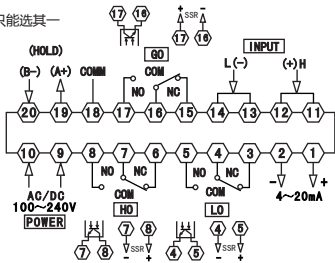 只能选其一
17 16
+ SSR -
17 16
(HOLD)
GO
INPUT
(B-) (A+) COMM
COM
NO NC
L(-) (+)H
20 19 18 17 16 15 14 13 12 11
10 9 8 7 6 5 4 3 2 1
AC/DC
100~240V
POWER
NO NC
COM
HO
NO NC
COM
LO
- +
4~20mA
7 8
7 8
- SSR +
4 5
4 5
- SSR +